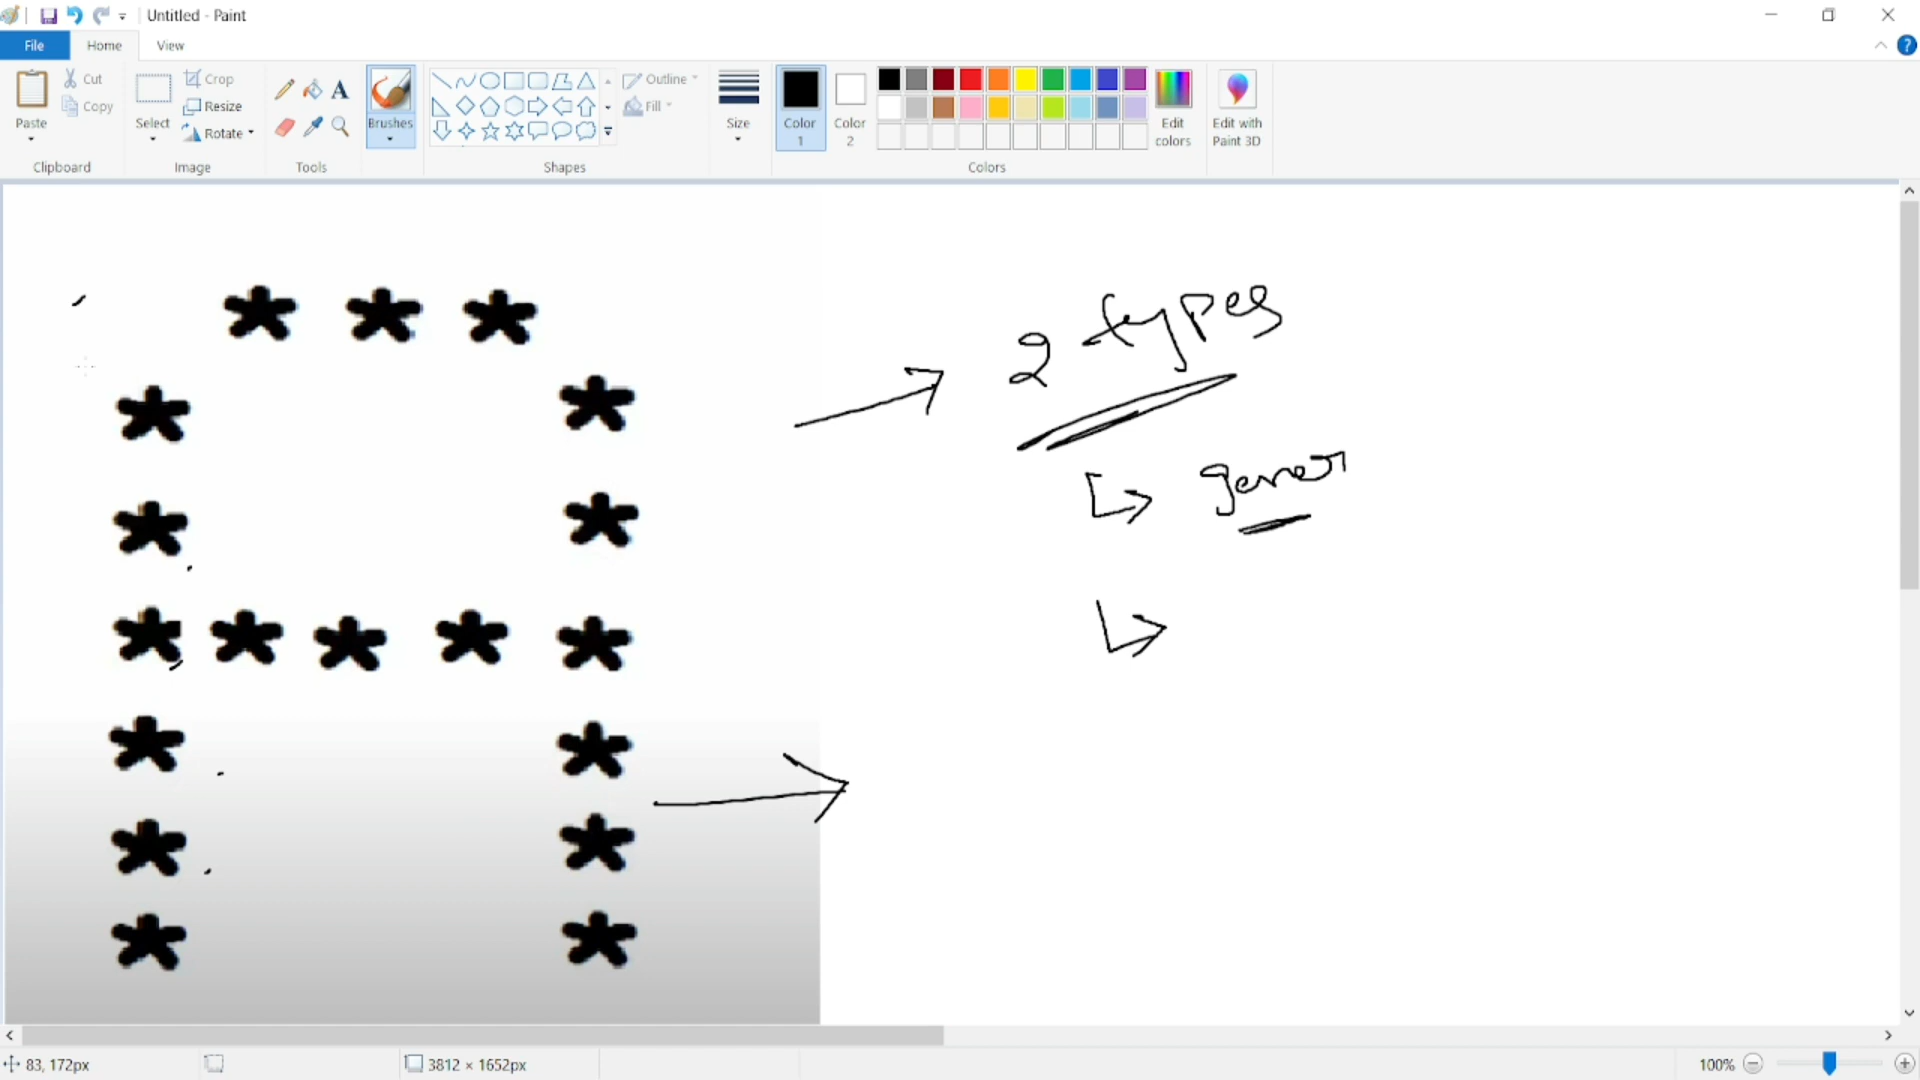 Untitled - Paint
File Home View
Paste
Cut
Copy
Clipboard
Select
Crop
Resize
Rotate
Image
Tools
Brushes
Outline
Fill
Shapes
Size
Color 1
Color 2
Edit colors
Colors
Edit with Paint 3D
* * *
* *
* *
* * * * *
* *
* *
* *
2 types
gener
83, 172px
3812 × 1652px
100%